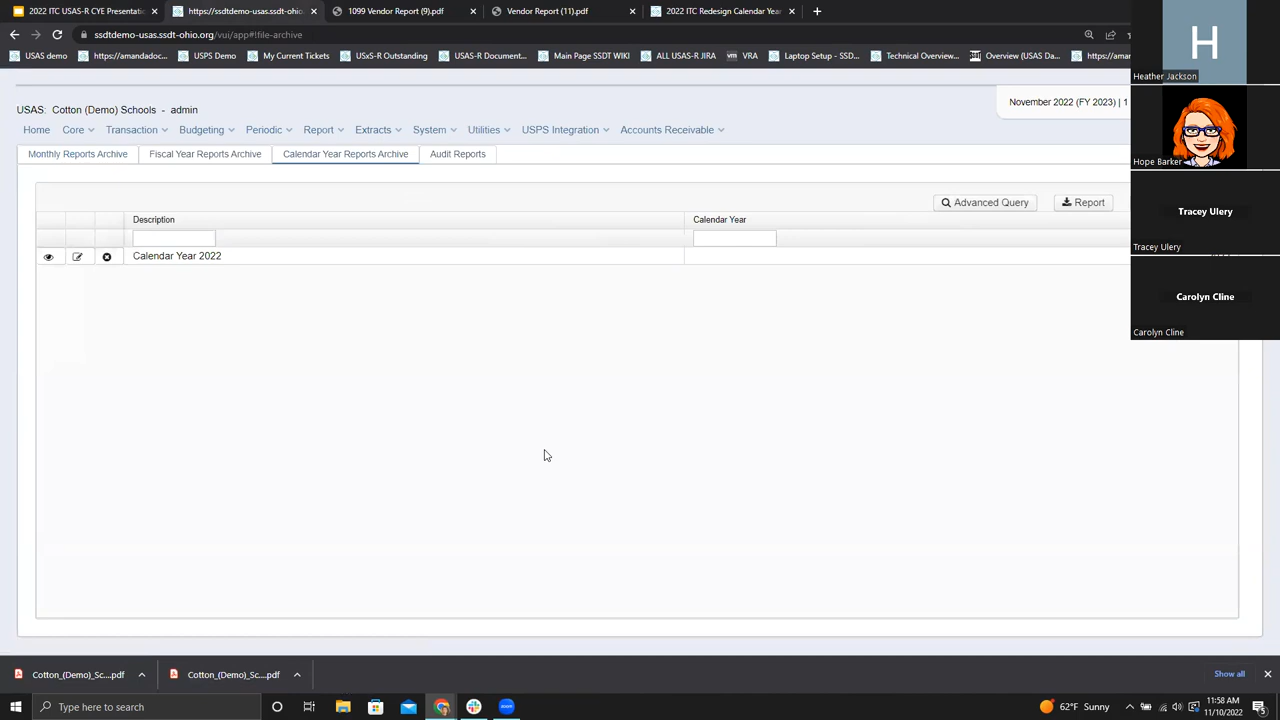 2022 ITC USAS-R CYE Presentatic
https://ssdtdemo-usas.ssdt-ohio
1099 Vendor Report (9).pdf
Vendor Report (11).pdf
2022 ITC Redesign Calendar Year
ssdtdemo-usas.ssdt-ohio.org/vui/app#!file-archive
USAS demo
https://amandadoc...
USPS Demo
My Current Tickets
USxS-R Outstanding
USAS-R Document...
Main Page SSDT WIKI
ALL USAS-R JIRA
vm VRA
Laptop Setup - SSD...
Technical Overview...
Overview (USAS Da...
https://aman
H
Heather Jackson
Hope Barker
Tracey Ulery
Tracey Ulery
Carolyn Cline
Carolyn Cline
USAS: Cotton (Demo) Schools - admin
November 2022 (FY 2023) | 1
Home Core Transaction Budgeting Periodic Report Extracts System Utilities USPS Integration Accounts Receivable
Monthly Reports Archive Fiscal Year Reports Archive Calendar Year Reports Archive Audit Reports
Advanced Query Report
Description Calendar Year
Calendar Year 2022
Cotton_(Demo)_Sc....pdf
Cotton_(Demo)_Sc....pdf
Show all
Type here to search
zoom
62°F Sunny
11:58 AM
11/10/2022
5